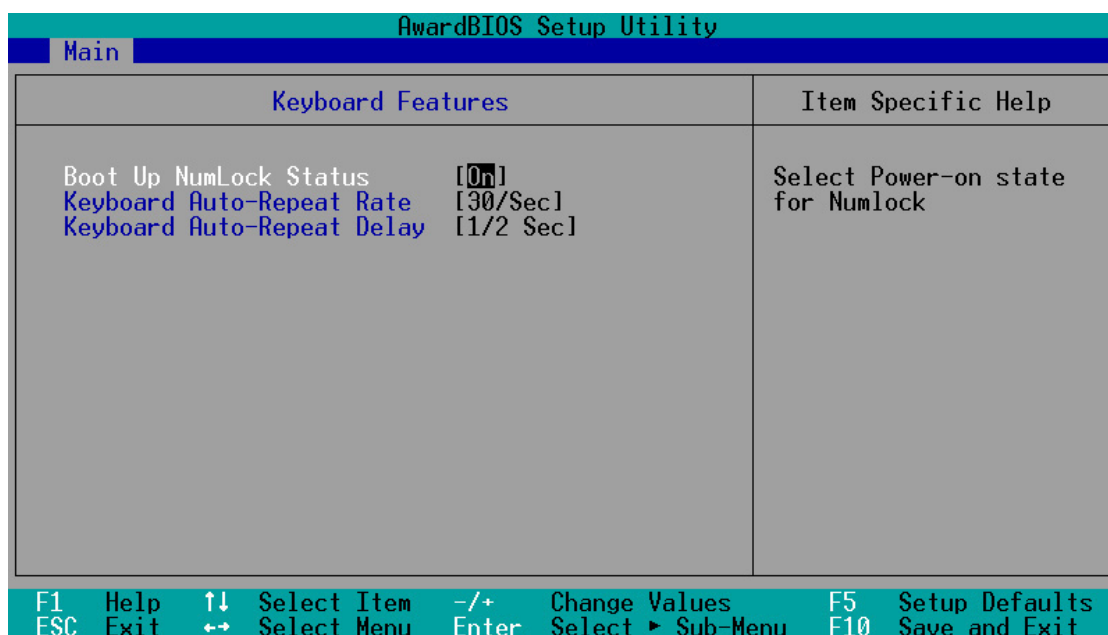 AwardBIOS Setup Utility
Main
Keyboard Features
Item Specific Help
Boot Up NumLock Status [On]
Keyboard Auto-Repeat Rate [30/Sec]
Keyboard Auto-Repeat Delay [1/2 Sec]
Select Power-on state
for Numlock
F1 Help ↑↓ Select Item -/+ Change Values F5 Setup Defaults
ESC Exit ←→ Select Menu Enter Select ► Sub-Menu F10 Save and Exit